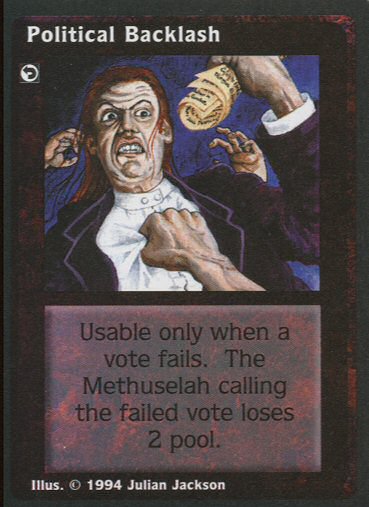 Political Backlash
Usable only when a
vote fails. The
Methuselah calling
the failed vote loses
2 pool.
Illus. © 1994 Julian Jackson